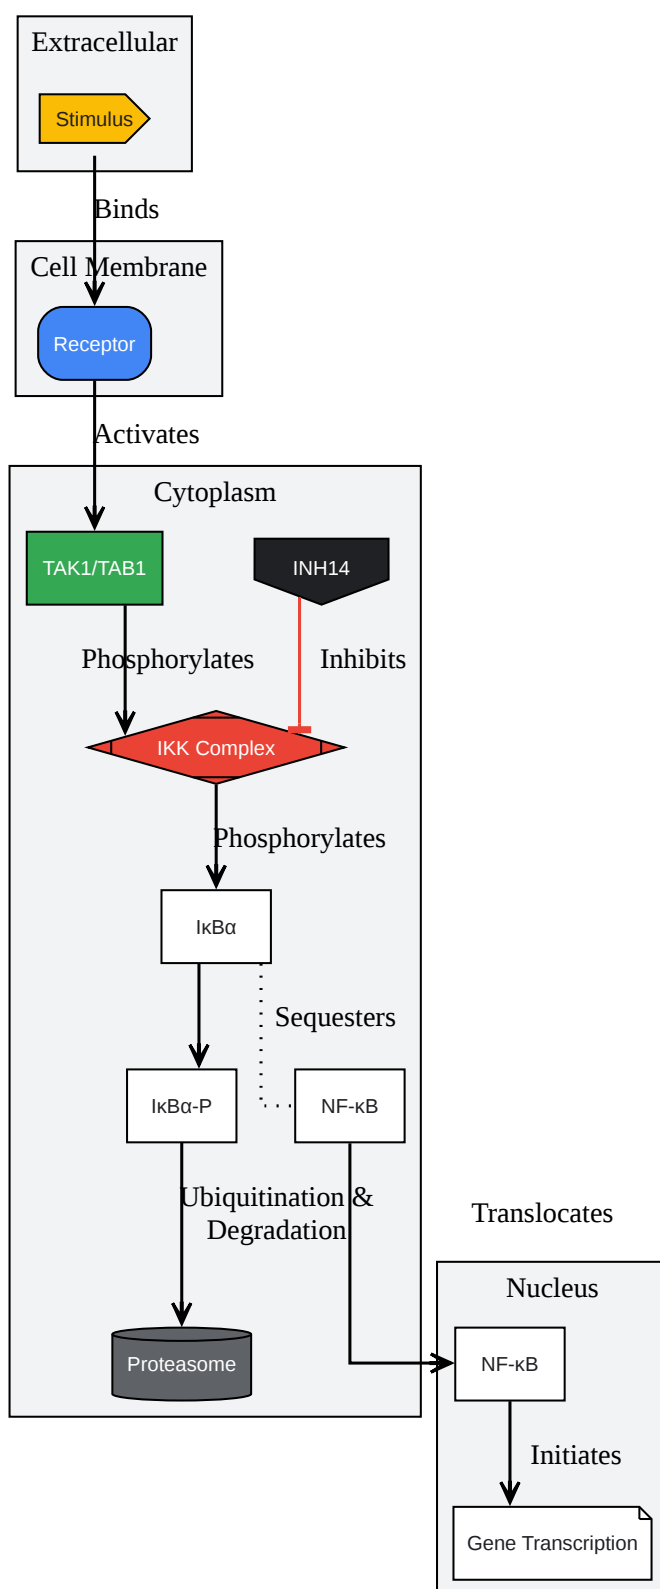 Extracellular
Stimulus
Binds
Cell Membrane
Receptor
Activates
Cytoplasm
TAK1/TAB1
INH14
Phosphorylates
Inhibits
IKK Complex
Phosphorylates
IκBα
Sequesters
IκBα-P
NF-κB
Ubiquitination &
Degradation
Translocates
Nucleus
Proteasome
NF-κB
Initiates
Gene Transcription